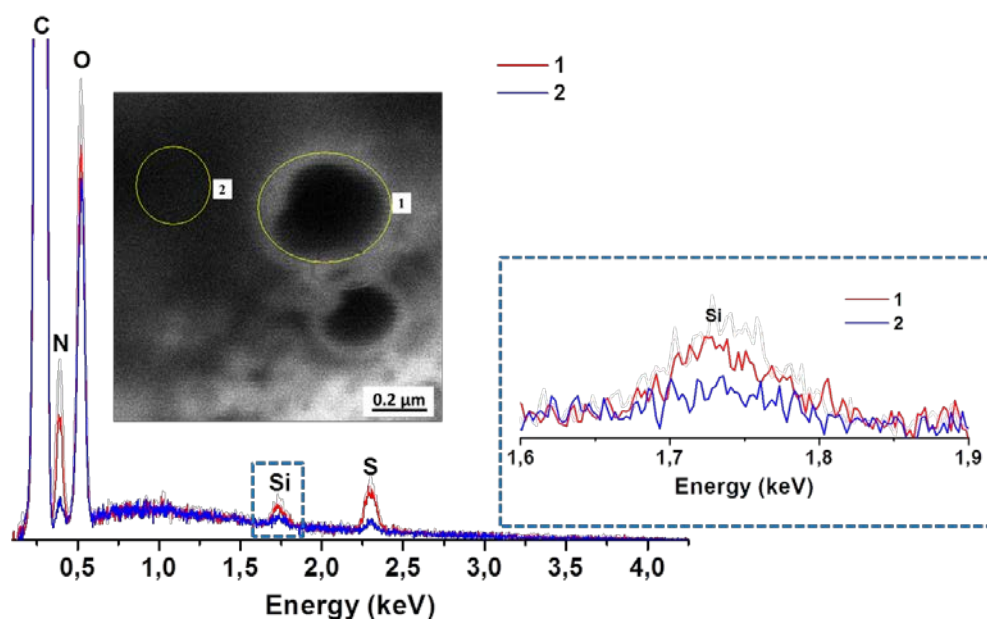 C
O
N
Si
S
1
2
2
1
0.2 μm
Si
1
2
1,6
1,7
1,8
1,9
Energy (keV)
0,5
1,0
1,5
2,0
2,5
3,0
3,5
4,0
Energy (keV)